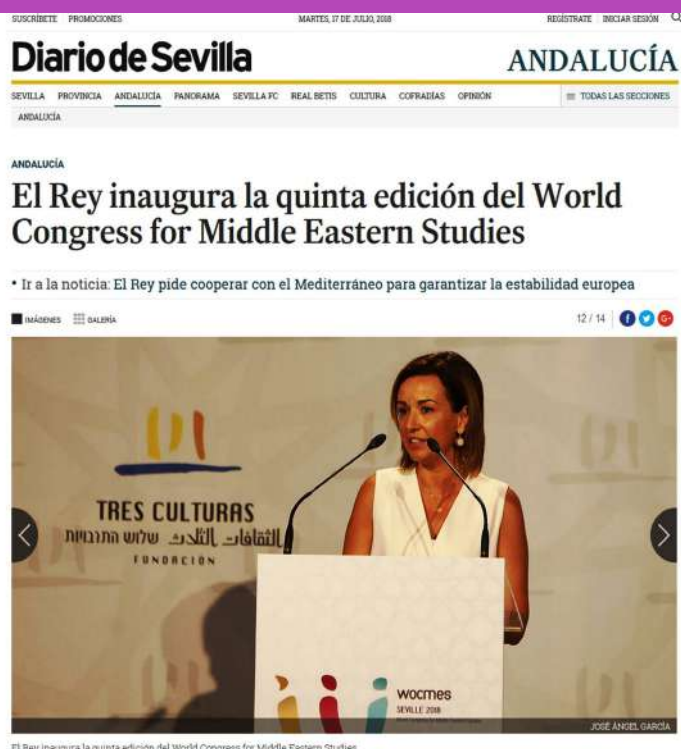 SUSCRÍBETE PROMOCIONES MARTES, 17 DE JULIO, 2018 REGÍSTRATE INICIAR SESIÓN
Diario de Sevilla ANDALUCÍA
SEVILLA PROVINCIA ANDALUCÍA PANORAMA SEVILLA FC REAL BETIS CULTURA COFRADÍAS OPINIÓN TODAS LAS SECCIONES
ANDALUCÍA
ANDALUCÍA
El Rey inaugura la quinta edición del World
Congress for Middle Eastern Studies
• Ir a la noticia: El Rey pide cooperar con el Mediterráneo para garantizar la estabilidad europea
IMÁGENES GALERÍA 12 / 14 f G+
TRES CULTURAS
שלוש התרבויות الثقافات الثلاث
FUNDACIÓN
wocmes
SEVILLE 2018
JOSÉ ÁNGEL GARCÍA
El Rey inaugura la quinta edición del World Congress for Middle Eastern Studies